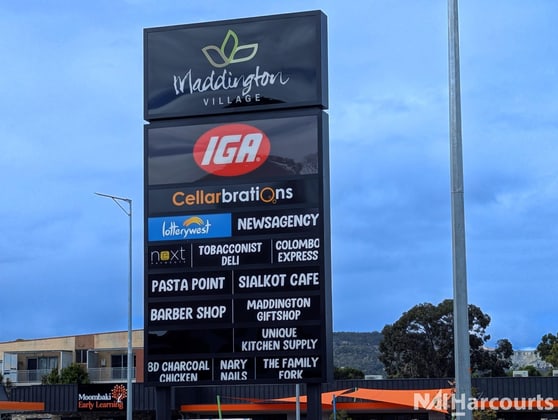 Maddington
VILLAGE
IGA
Cellarbrations
lotterywest
NEWSAGENCY
next
TOBACCONIST
DELI
COLOMBO
EXPRESS
PASTA POINT
SIALKOT CAFE
BARBER SHOP
MADDINGTON
GIFTSHOP
UNIQUE
KITCHEN SUPPLY
BD CHARCOAL
CHICKEN
NARY
NAILS
THE FAMILY
FORK
Moombaki
Early Learning
Harcourts